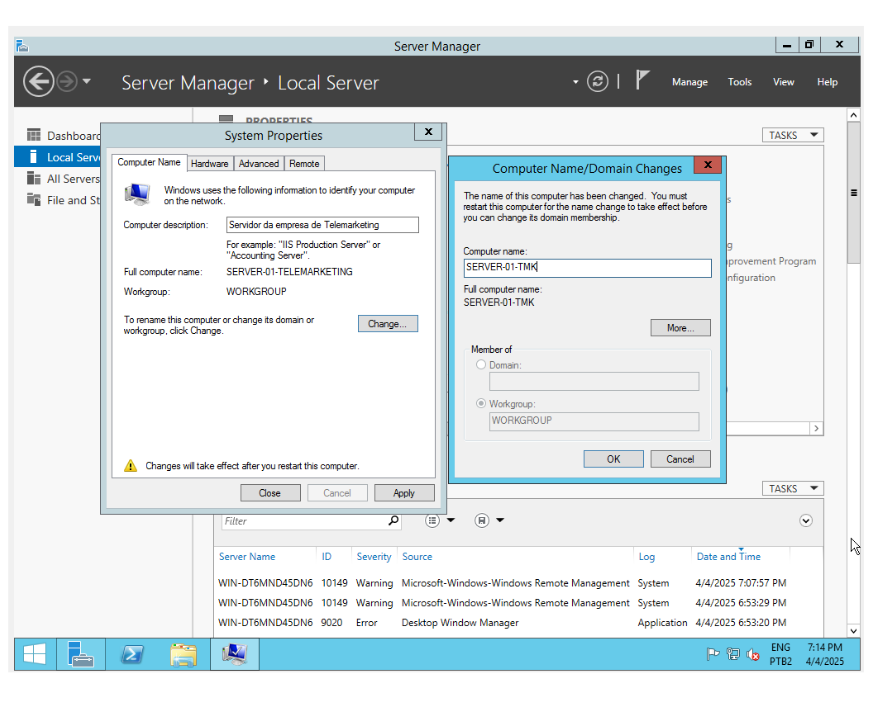 Server Manager
Server Manager • Local Server
Manage Tools View Help
Dashboard
Local Serve
All Servers
File and St
PROPERTIES
TASKS
System Properties
x
Computer Name Hardware Advanced Remote
Windows uses the following information to identify your computer
on the network.
Computer description: Servidor da empresa de Telemarketing
For example: "IIS Production Server" or
"Accounting Server".
Full computer name: SERVER-01-TELEMARKETING
Workgroup: WORKGROUP
To rename this computer or change its domain or
workgroup, click Change.
Change...
Changes will take effect after you restart this computer.
Close Cancel Apply
Computer Name/Domain Changes
x
The name of this computer has been changed. You must
restart this computer for the name change to take effect before
you can change its domain membership.
Computer name:
SERVER-01-TMK
Full computer name:
SERVER-01-TMK
More...
Member of
Domain:
Workgroup:
WORKGROUP
OK Cancel
s
g
nprovement Program
nfiguration
TASKS
Filter
Server Name ID Severity Source Log Date and Time
WIN-DT6MND45DN6 10149 Warning Microsoft-Windows-Windows Remote Management System 4/4/2025 7:07:57 PM
WIN-DT6MND45DN6 10149 Warning Microsoft-Windows-Windows Remote Management System 4/4/2025 6:53:29 PM
WIN-DT6MND45DN6 9020 Error Desktop Window Manager Application 4/4/2025 6:53:20 PM
ENG 7:14 PM
PTB2 4/4/2025